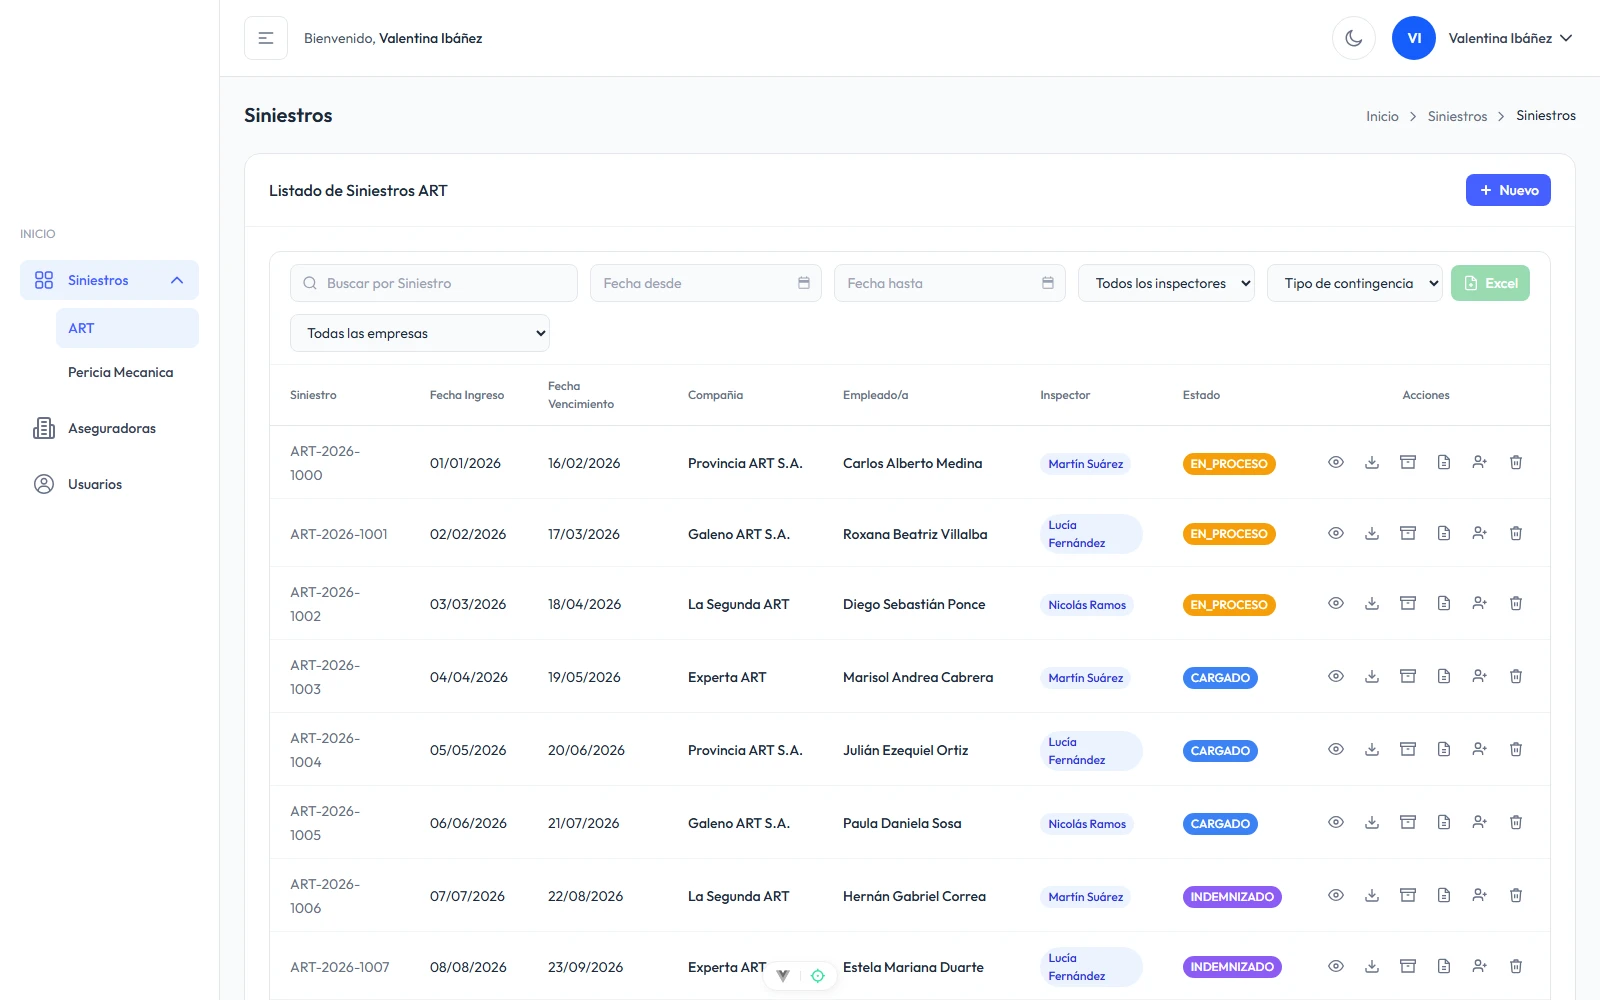 Bienvenido, Valentina Ibáñez
VI
Valentina Ibáñez
INICIO
Siniestros
ART
Pericia Mecanica
Aseguradoras
Usuarios
Siniestros
Inicio > Siniestros > Siniestros
Listado de Siniestros ART
+ Nuevo
Buscar por Siniestro
Fecha desde
Fecha hasta
Todos los inspectores
Tipo de contingencia
Excel
Todas las empresas
Siniestro
Fecha Ingreso
Fecha
Vencimiento
Compañia
Empleado/a
Inspector
Estado
Acciones
ART-2026-
1000
01/01/2026
16/02/2026
Provincia ART S.A.
Carlos Alberto Medina
Martín Suárez
EN_PROCESO
ART-2026-1001
02/02/2026
17/03/2026
Galeno ART S.A.
Roxana Beatriz Villalba
Lucía
Fernández
EN_PROCESO
ART-2026-
1002
03/03/2026
18/04/2026
La Segunda ART
Diego Sebastián Ponce
Nicolás Ramos
EN_PROCESO
ART-2026-
1003
04/04/2026
19/05/2026
Experta ART
Marisol Andrea Cabrera
Martín Suárez
CARGADO
ART-2026-
1004
05/05/2026
20/06/2026
Provincia ART S.A.
Julián Ezequiel Ortiz
Lucía
Fernández
CARGADO
ART-2026-
1005
06/06/2026
21/07/2026
Galeno ART S.A.
Paula Daniela Sosa
Nicolás Ramos
CARGADO
ART-2026-
1006
07/07/2026
22/08/2026
La Segunda ART
Hernán Gabriel Correa
Martín Suárez
INDEMNIZADO
ART-2026-1007
08/08/2026
23/09/2026
Experta ART
Estela Mariana Duarte
Lucía
Fernández
INDEMNIZADO